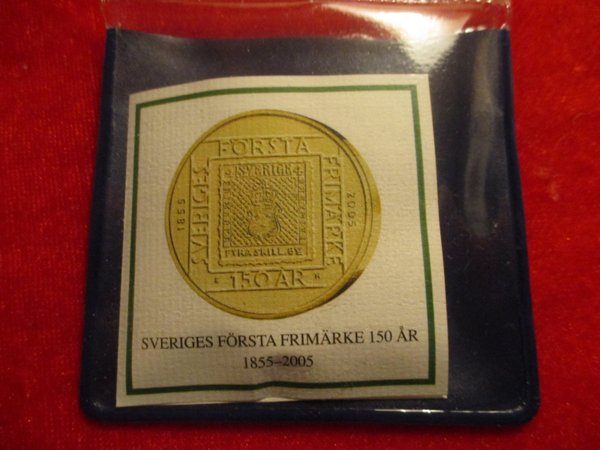 FÖRSTA
SVERIGES
FRIMÄRKE
1855
2005
SVERIGE
FYRA SKILL. Bco
150 ÅR
SVERIGES FÖRSTA FRIMÄRKE 150 ÅR
1855–2005